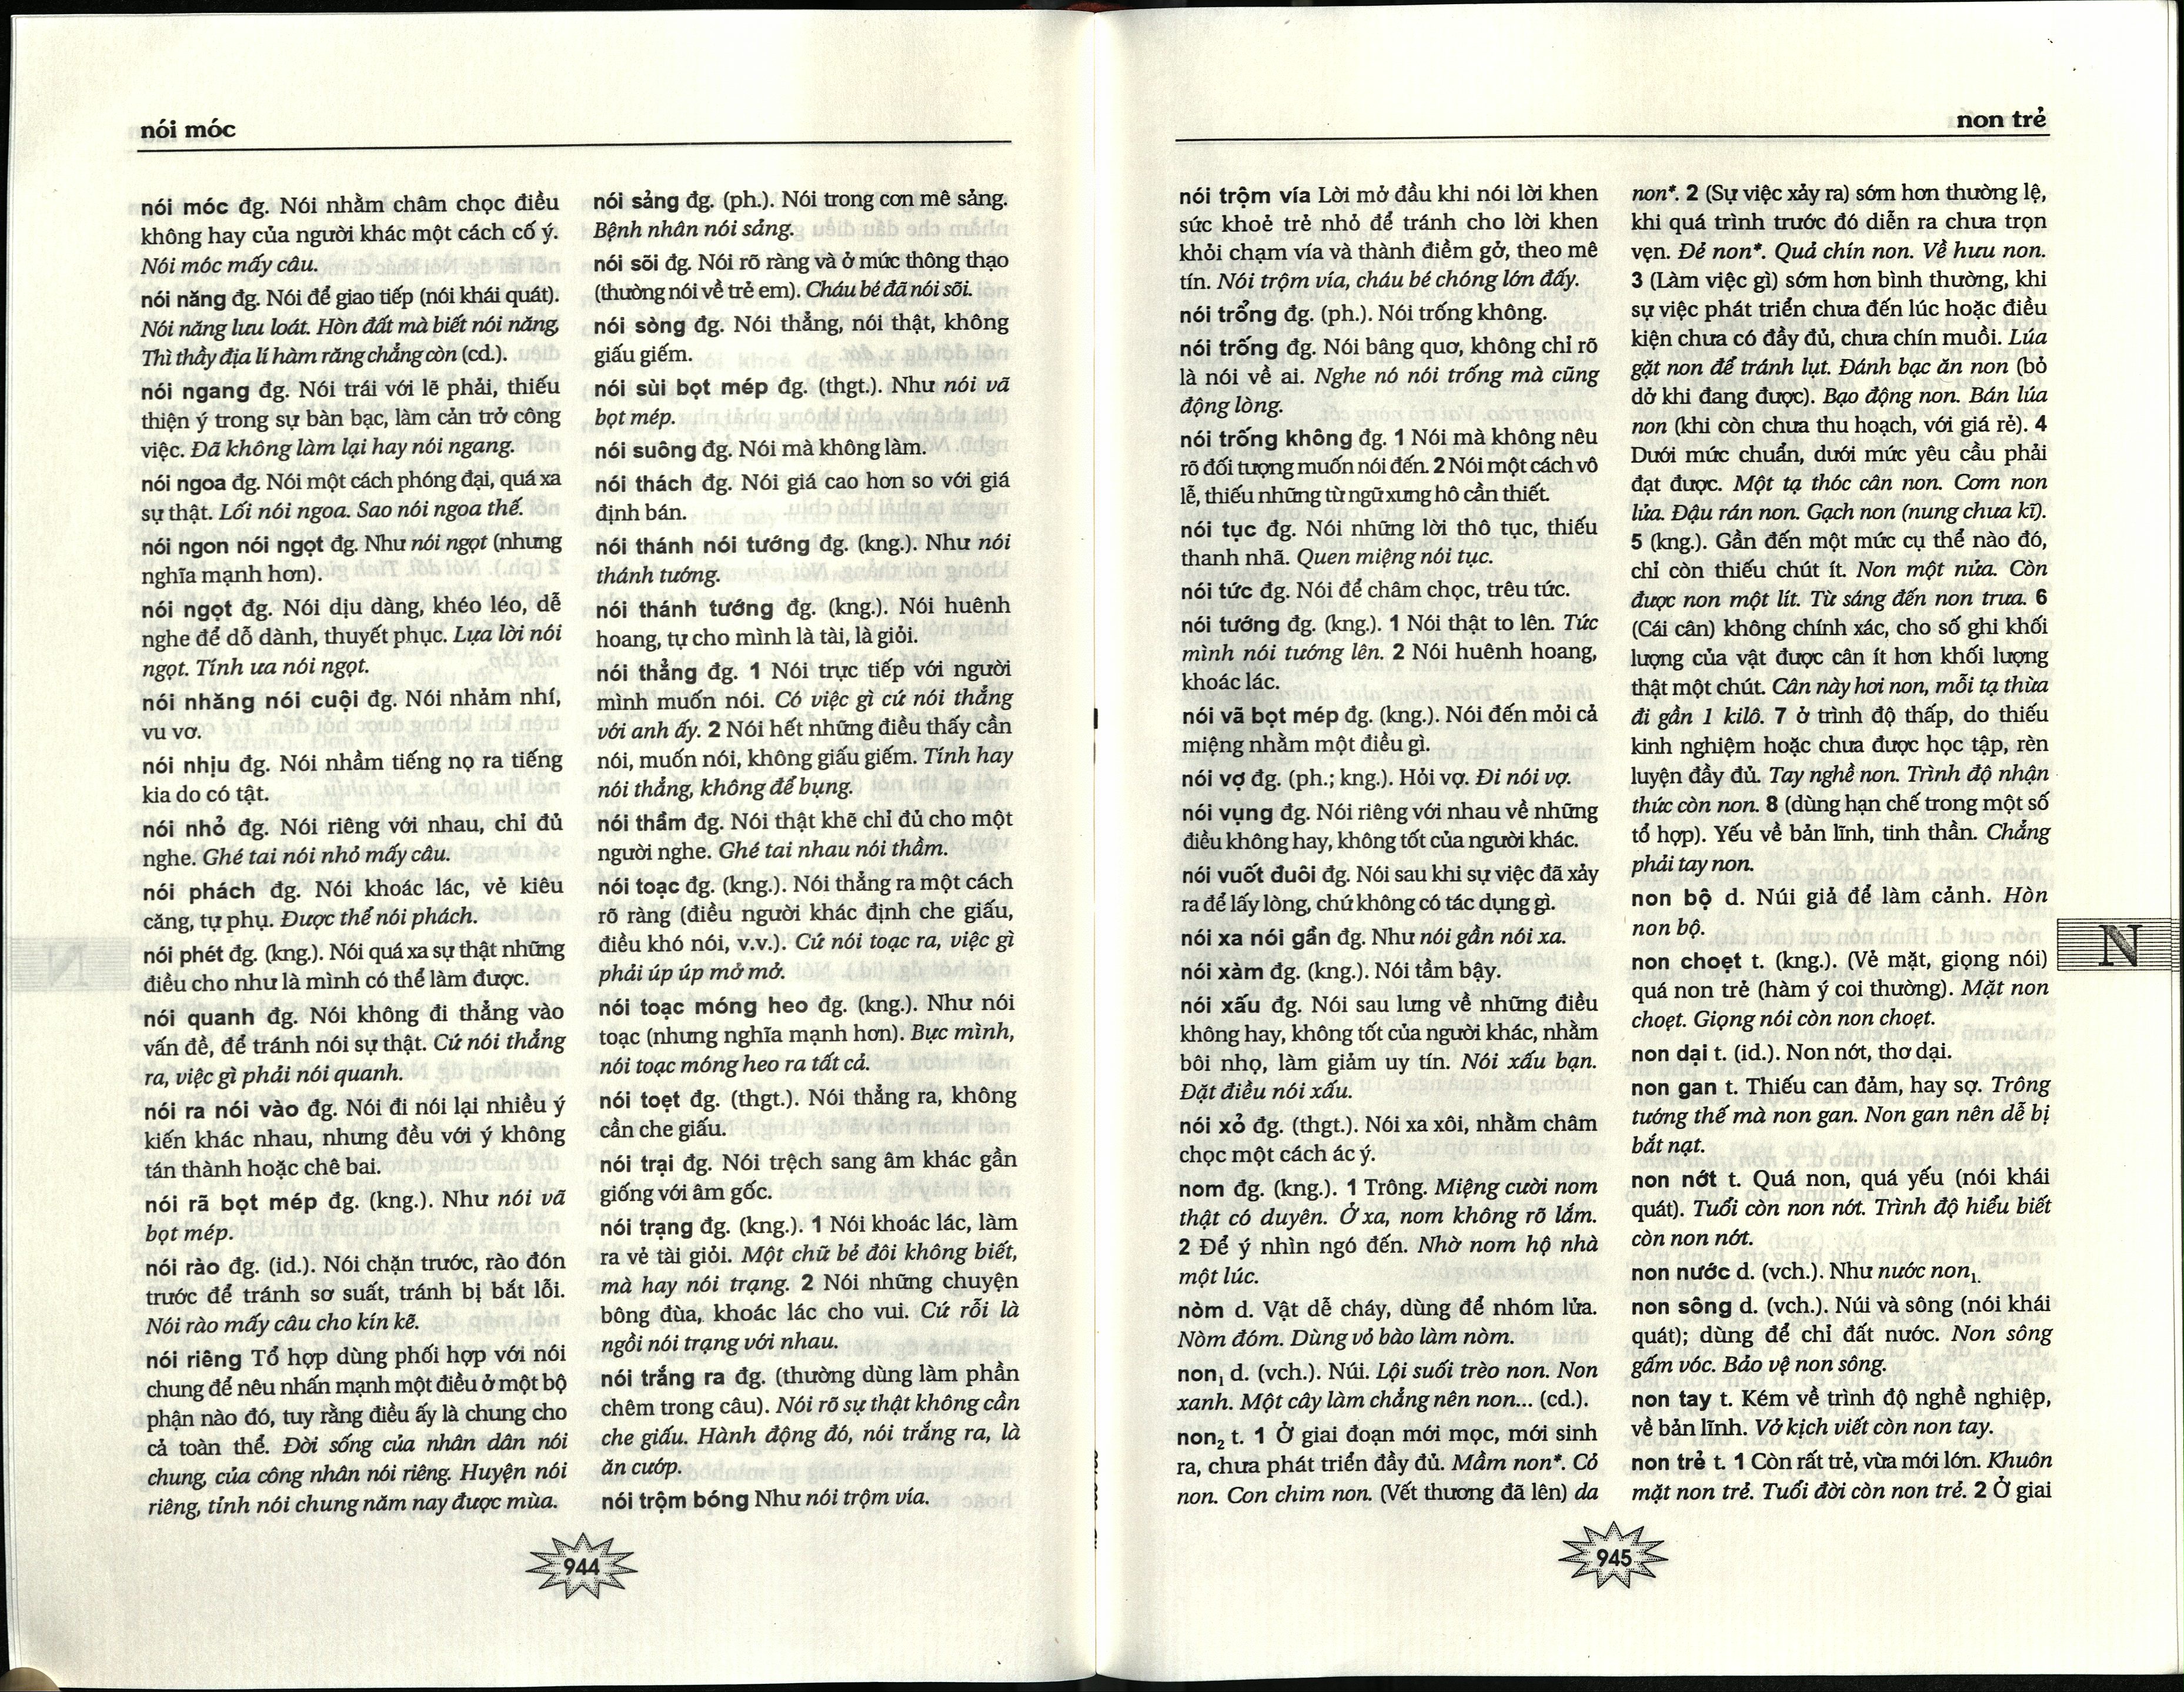 nói móc
nói móc đg. Nói nhằm châm chọc điều
không hay của người khác một cách cố ý.
Nói móc mấy câu.
nói năng đg. Nói để giao tiếp (nói khái quát).
Nói năng lưu loát. Hòn đất mà biết nói năng,
Thì thầy địa lí hàm răng chẳng còn (cd.).
nói ngang đg. Nói trái với lẽ phải, thiếu
thiện ý trong sự bàn bạc, làm cản trở công
việc. Đã không làm lại hay nói ngang.
nói ngoa đg. Nói một cách phóng đại, quá xa
sự thật. Lối nói ngoa. Sao nói ngoa thế.
nói ngon nói ngọt đg. Như nói ngọt (nhưng
nghĩa mạnh hơn).
nói ngọt đg. Nói dịu dàng, khéo léo, dễ
nghe để dỗ dành, thuyết phục. Lựa lời nói
ngọt. Tính ưa nói ngọt.
nói nhăng nói cuội đg. Nói nhảm nhí,
vu vơ.
nói nhịu đg. Nói nhầm tiếng nọ ra tiếng
kia do có tật.
nói nhỏ đg. Nói riêng với nhau, chỉ đủ
nghe. Ghé tai nói nhỏ mấy câu.
nói phách đg. Nói khoác lác, vẻ kiêu
căng, tự phụ. Được thể nói phách.
nói phét đg. (kng.). Nói quá xa sự thật những
điều cho như là mình có thể làm được.
nói quanh đg. Nói không đi thẳng vào
vấn đề, để tránh nói sự thật. Cứ nói thẳng
ra, việc gì phải nói quanh.
nói ra nói vào đg. Nói đi nói lại nhiều ý
kiến khác nhau, nhưng đều với ý không
tán thành hoặc chê bai.
nói rã bọt mép đg. (kng.). Như nói vã
bọt mép.
nói rào đg. (id.). Nói chặn trước, rào đón
trước để tránh sơ suất, tránh bị bắt lỗi.
Nói rào mấy câu cho kín kẽ.
nói riêng Tổ hợp dùng phối hợp với nói
chung để nêu nhấn mạnh một điều ở một bộ
phận nào đó, tuy rằng điều ấy là chung cho
cả toàn thể. Đời sống của nhân dân nói
chung, của công nhân nói riêng. Huyện nói
riêng, tỉnh nói chung năm nay được mùa.
nói sảng đg. (ph.). Nói trong cơn mê sảng.
Bệnh nhân nói sảng.
nói sõi đg. Nói rõ ràng và ở mức thông thạo
(thường nói về trẻ em). Cháu bé đã nói sõi.
nói sòng đg. Nói thẳng, nói thật, không
giấu giếm.
nói sùi bọt mép đg. (thgt.). Như nói vã
bọt mép.
nói suông đg. Nói mà không làm.
nói thách đg. Nói giá cao hơn so với giá
định bán.
nói thánh nói tướng đg. (kng.). Như nói
thánh tướng.
nói thánh tướng đg. (kng.). Nói huênh
hoang, tự cho mình là tài, là giỏi.
nói thẳng đg. 1 Nói trực tiếp với người
mình muốn nói. Có việc gì cứ nói thẳng
với anh ấy. 2 Nói hết những điều thấy cần
nói, muốn nói, không giấu giếm. Tính hay
nói thẳng, không để bụng.
nói thầm đg. Nói thật khẽ chỉ đủ cho một
người nghe. Ghé tai nhau nói thầm.
nói toạc đg. (kng.). Nói thẳng ra một cách
rõ ràng (điều người khác định che giấu,
điều khó nói, v.v.). Cứ nói toạc ra, việc gì
phải úp úp mở mở.
nói toạc móng heo đg. (kng.). Như nói
toạc (nhưng nghĩa mạnh hơn). Bực mình,
nói toạc móng heo ra tất cả.
nói toẹt đg. (thgt.). Nói thẳng ra, không
cần che giấu.
nói trại đg. Nói trệch sang âm khác gần
giống với âm gốc.
nói trạng đg. (kng.). 1 Nói khoác lác, làm
ra vẻ tài giỏi. Một chữ bẻ đôi không biết,
mà hay nói trạng. 2 Nói những chuyện
bông đùa, khoác lác cho vui. Cứ rỗi là
ngồi nói trạng với nhau.
nói trắng ra đg. (thường dùng làm phần
chêm trong câu). Nói rõ sự thật không cần
che giấu. Hành động đó, nói trắng ra, là
ăn cướp.
nói trộm bóng Như nói trộm vía.
944
non trẻ
nói trộm vía Lời mở đầu khi nói lời khen
sức khoẻ trẻ nhỏ để tránh cho lời khen
khỏi chạm vía và thành điềm gở, theo mê
tín. Nói trộm vía, cháu bé chóng lớn đấy.
nói trổng đg. (ph.). Nói trống không.
nói trống đg. Nói bâng quơ, không chỉ rõ
là nói về ai. Nghe nó nói trống mà cũng
động lòng.
nói trống không đg. 1 Nói mà không nêu
rõ đối tượng muốn nói đến. 2 Nói một cách vô
lễ, thiếu những từ ngữ xưng hô cần thiết.
nói tục đg. Nói những lời thô tục, thiếu
thanh nhã. Quen miệng nói tục.
nói tức đg. Nói để châm chọc, trêu tức.
nói tướng đg. (kng.). 1 Nói thật to lên. Tức
mình nói tướng lên. 2 Nói huênh hoang,
khoác lác.
nói vã bọt mép đg. (kng.). Nói đến mỏi cả
miệng nhằm một điều gì.
nói vợ đg. (ph.; kng.). Hỏi vợ. Đi nói vợ.
nói vụng đg. Nói riêng với nhau về những
điều không hay, không tốt của người khác.
nói vuốt đuôi đg. Nói sau khi sự việc đã xảy
ra để lấy lòng, chứ không có tác dụng gì.
nói xa nói gần đg. Như nói gần nói xa.
nói xàm đg. (kng.). Nói tầm bậy.
nói xấu đg. Nói sau lưng về những điều
không hay, không tốt của người khác, nhằm
bôi nhọ, làm giảm uy tín. Nói xấu bạn.
Đặt điều nói xấu.
nói xỏ đg. (thgt.). Nói xa xôi, nhằm châm
chọc một cách ác ý.
nom đg. (kng.). 1 Trông. Miệng cười nom
thật có duyên. Ở xa, nom không rõ lắm.
2 Để ý nhìn ngó đến. Nhờ nom hộ nhà
một lúc.
nòm d. Vật dễ cháy, dùng để nhóm lửa.
Nòm đóm. Dùng vỏ bào làm nòm.
non₁ d. (vch.). Núi. Lội suối trèo non. Non
xanh. Một cây làm chẳng nên non... (cd.).
non₂ t. 1 Ở giai đoạn mới mọc, mới sinh
ra, chưa phát triển đầy đủ. Mầm non*. Cỏ
non. Con chim non. (Vết thương đã lên) da
non*. 2 (Sự việc xảy ra) sớm hơn thường lệ,
khi quá trình trước đó diễn ra chưa trọn
vẹn. Đẻ non*. Quả chín non. Về hưu non.
3 (Làm việc gì) sớm hơn bình thường, khi
sự việc phát triển chưa đến lúc hoặc điều
kiện chưa có đầy đủ, chưa chín muồi. Lúa
gặt non để tránh lụt. Đánh bạc ăn non (bỏ
dở khi đang được). Bạo động non. Bán lúa
non (khi còn chưa thu hoạch, với giá rẻ). 4
Dưới mức chuẩn, dưới mức yêu cầu phải
đạt được. Một tạ thóc cân non. Cơm non
lửa. Đậu rán non. Gạch non (nung chưa kĩ).
5 (kng.). Gần đến một mức cụ thể nào đó,
chỉ còn thiếu chút ít. Non một nửa. Còn
được non một lít. Từ sáng đến non trưa. 6
(Cái cân) không chính xác, cho số ghi khối
lượng của vật được cân ít hơn khối lượng
thật một chút. Cân này hơi non, mỗi tạ thừa
đi gần 1 kilô. 7 ở trình độ thấp, do thiếu
kinh nghiệm hoặc chưa được học tập, rèn
luyện đầy đủ. Tay nghề non. Trình độ nhận
thức còn non. 8 (dùng hạn chế trong một số
tổ hợp). Yếu về bản lĩnh, tinh thần. Chẳng
phải tay non.
non bộ d. Núi giả để làm cảnh. Hòn
non bộ.
non choẹt t. (kng.). (Vẻ mặt, giọng nói)
quá non trẻ (hàm ý coi thường). Mặt non
choẹt. Giọng nói còn non choẹt.
non dại t. (id.). Non nớt, thơ dại.
non gan t. Thiếu can đảm, hay sợ. Trông
tướng thế mà non gan. Non gan nên dễ bị
bắt nạt.
non nớt t. Quá non, quá yếu (nói khái
quát). Tuổi còn non nớt. Trình độ hiểu biết
còn non nớt.
non nước d. (vch.). Như nước non₁.
non sông d. (vch.). Núi và sông (nói khái
quát); dùng để chỉ đất nước. Non sông
gấm vóc. Bảo vệ non sông.
non tay t. Kém về trình độ nghề nghiệp,
về bản lĩnh. Vở kịch viết còn non tay.
non trẻ t. 1 Còn rất trẻ, vừa mới lớn. Khuôn
mặt non trẻ. Tuổi đời còn non trẻ. 2 Ở giai
N
945